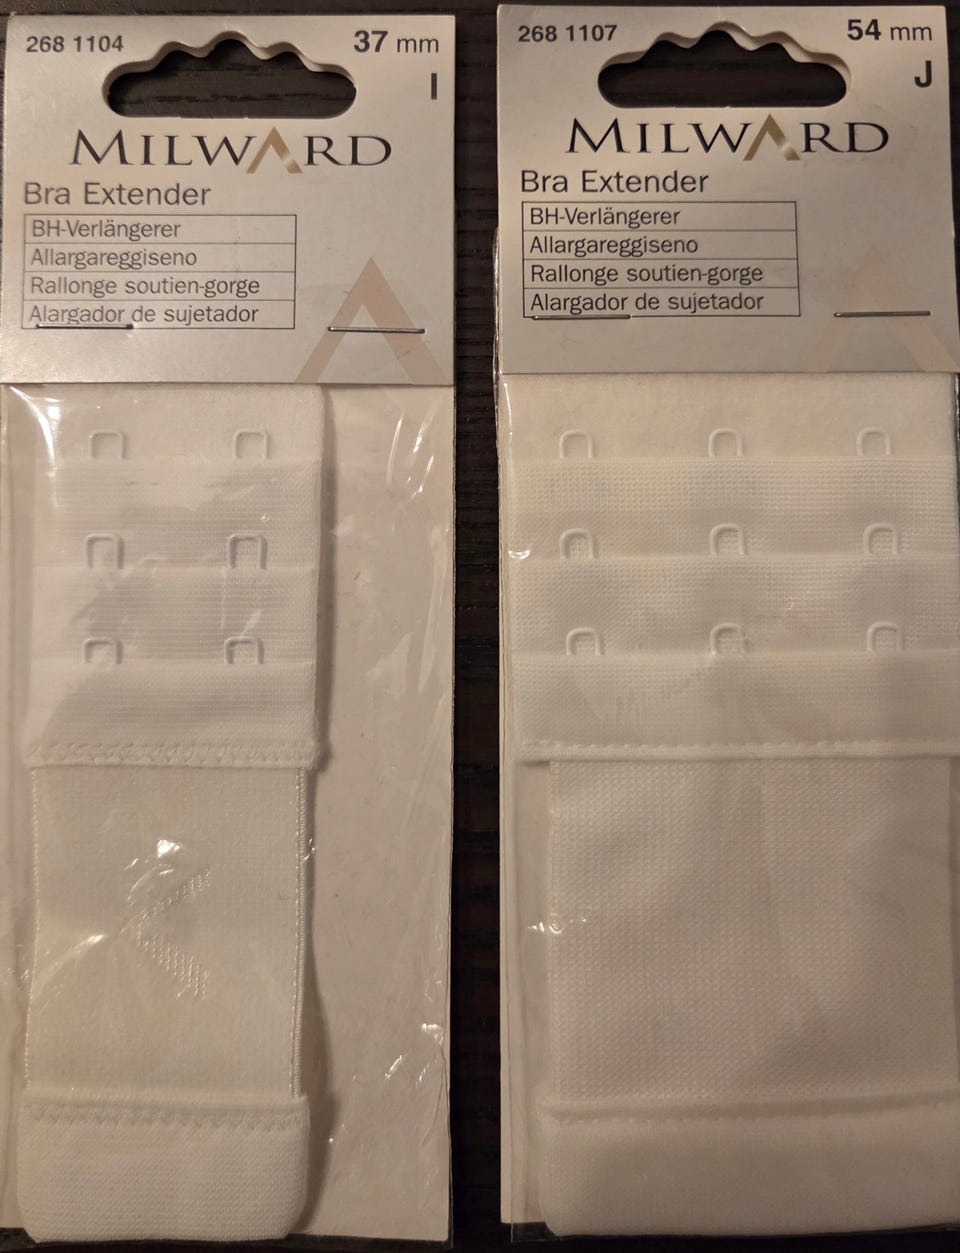 268 1104
37 mm
I
MILWARD
Bra Extender
BH-Verlängerer
Allargareggiseno
Rallonge soutien-gorge
Alargador de sujetador
268 1107
54 mm
J
MILWARD
Bra Extender
BH-Verlängerer
Allargareggiseno
Rallonge soutien-gorge
Alargador de sujetador